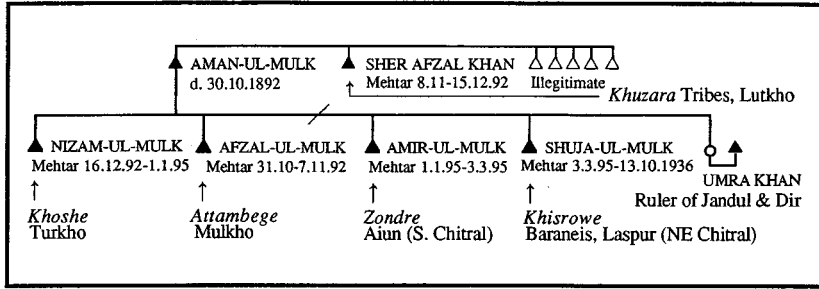 AMAN-UL-MULK
d. 30.10.1892
SHER AFZAL KHAN
Mehtar 8.11-15.12.92
Illegitimate
Khuzara Tribes, Lutkho
NIZAM-UL-MULK
Mehtar 16.12.92-1.1.95
AFZAL-UL-MULK
Mehtar 31.10-7.11.92
AMIR-UL-MULK
Mehtar 1.1.95-3.3.95
SHUJA-UL-MULK
Mehtar 3.3.95-13.10.1936
UMRA KHAN
Ruler of Jandul & Dir
Khoshe
Turkho
Attambege
Mulkho
Zondre
Aiun (S. Chitral)
Khisrowe
Baraneis, Laspur (NE Chitral)